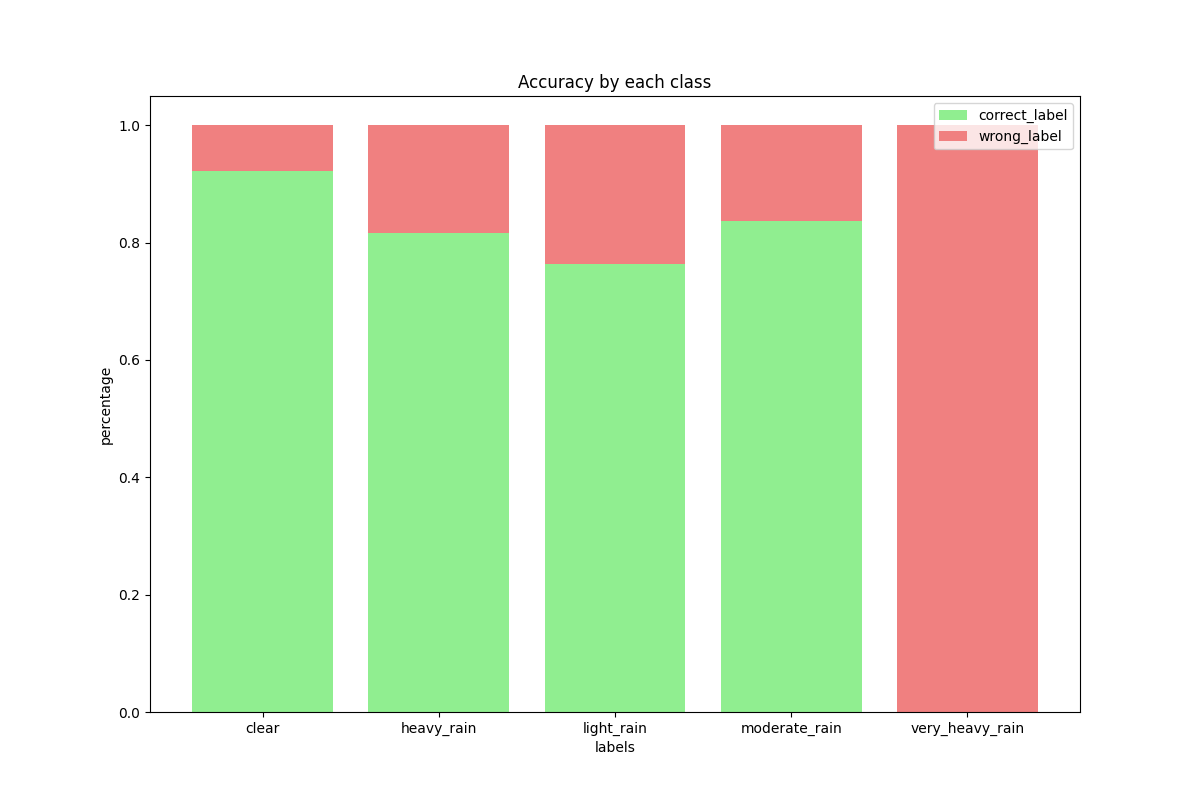 Accuracy by each class
correct_label
wrong_label
percentage
1.0
0.8
0.6
0.4
0.2
0.0
clear heavy_rain light_rain moderate_rain very_heavy_rain
labels